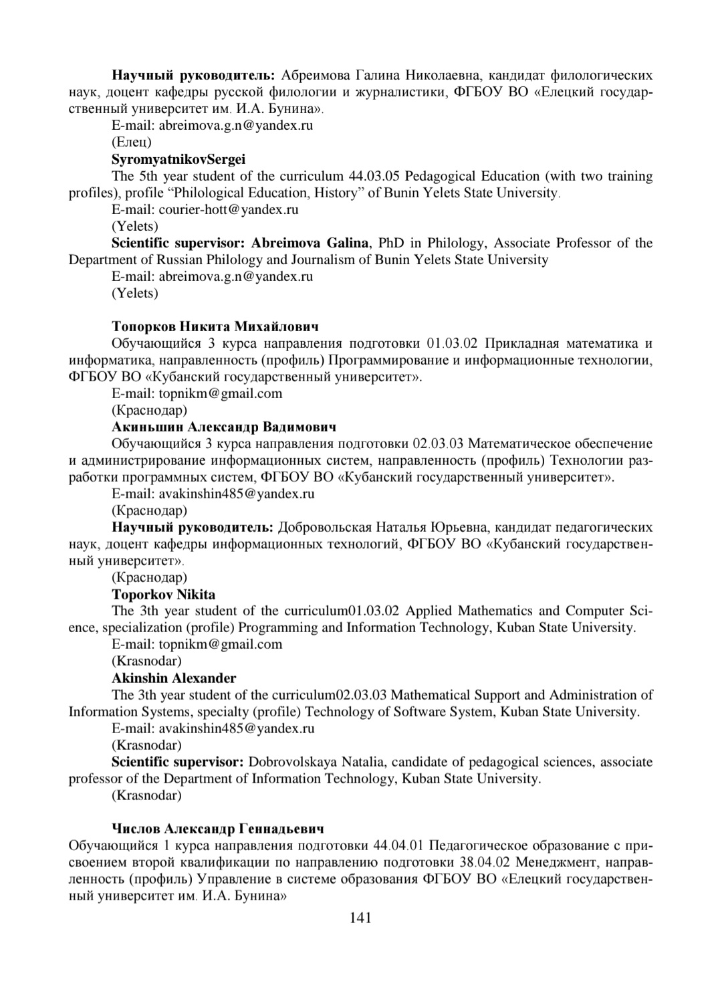 Научный руководитель: Абреимова Галина Николаевна, кандидат филологических
наук, доцент кафедры русской филологии и журналистики, ФГБОУ ВО «Елецкий государ-
ственный университет им. И.А. Бунина».
E-mail: abreimova.g.n@yandex.ru
(Елец)
SyromyatnikovSergei
The 5th year student of the curriculum 44.03.05 Pedagogical Education (with two training
profiles), profile “Philological Education, History” of Bunin Yelets State University.
E-mail: courier-hott@yandex.ru
(Yelets)
Scientific supervisor: Abreimova Galina, PhD in Philology, Associate Professor of the
Department of Russian Philology and Journalism of Bunin Yelets State University
E-mail: abreimova.g.n@yandex.ru
(Yelets)
Топорков Никита Михайлович
Обучающийся 3 курса направления подготовки 01.03.02 Прикладная математика и
информатика, направленность (профиль) Программирование и информационные технологии,
ФГБОУ ВО «Кубанский государственный университет».
E-mail: topnikm@gmail.com
(Краснодар)
Акиньшин Александр Вадимович
Обучающийся 3 курса направления подготовки 02.03.03 Математическое обеспечение
и администрирование информационных систем, направленность (профиль) Технологии раз-
работки программных систем, ФГБОУ ВО «Кубанский государственный университет».
E-mail: avakinshin485@yandex.ru
(Краснодар)
Научный руководитель: Добровольская Наталья Юрьевна, кандидат педагогических
наук, доцент кафедры информационных технологий, ФГБОУ ВО «Кубанский государствен-
ный университет».
(Краснодар)
Toporkov Nikita
The 3th year student of the curriculum01.03.02 Applied Mathematics and Computer Sci-
ence, specialization (profile) Programming and Information Technology, Kuban State University.
E-mail: topnikm@gmail.com
(Krasnodar)
Akinshin Alexander
The 3th year student of the curriculum02.03.03 Mathematical Support and Administration of
Information Systems, specialty (profile) Technology of Software System, Kuban State University.
E-mail: avakinshin485@yandex.ru
(Krasnodar)
Scientific supervisor: Dobrovolskaya Natalia, candidate of pedagogical sciences, associate
professor of the Department of Information Technology, Kuban State University.
(Krasnodar)
Числов Александр Геннадьевич
Обучающийся 1 курса направления подготовки 44.04.01 Педагогическое образование с при-
своением второй квалификации по направлению подготовки 38.04.02 Менеджмент, направ-
ленность (профиль) Управление в системе образования ФГБОУ ВО «Елецкий государствен-
ный университет им. И.А. Бунина»
141